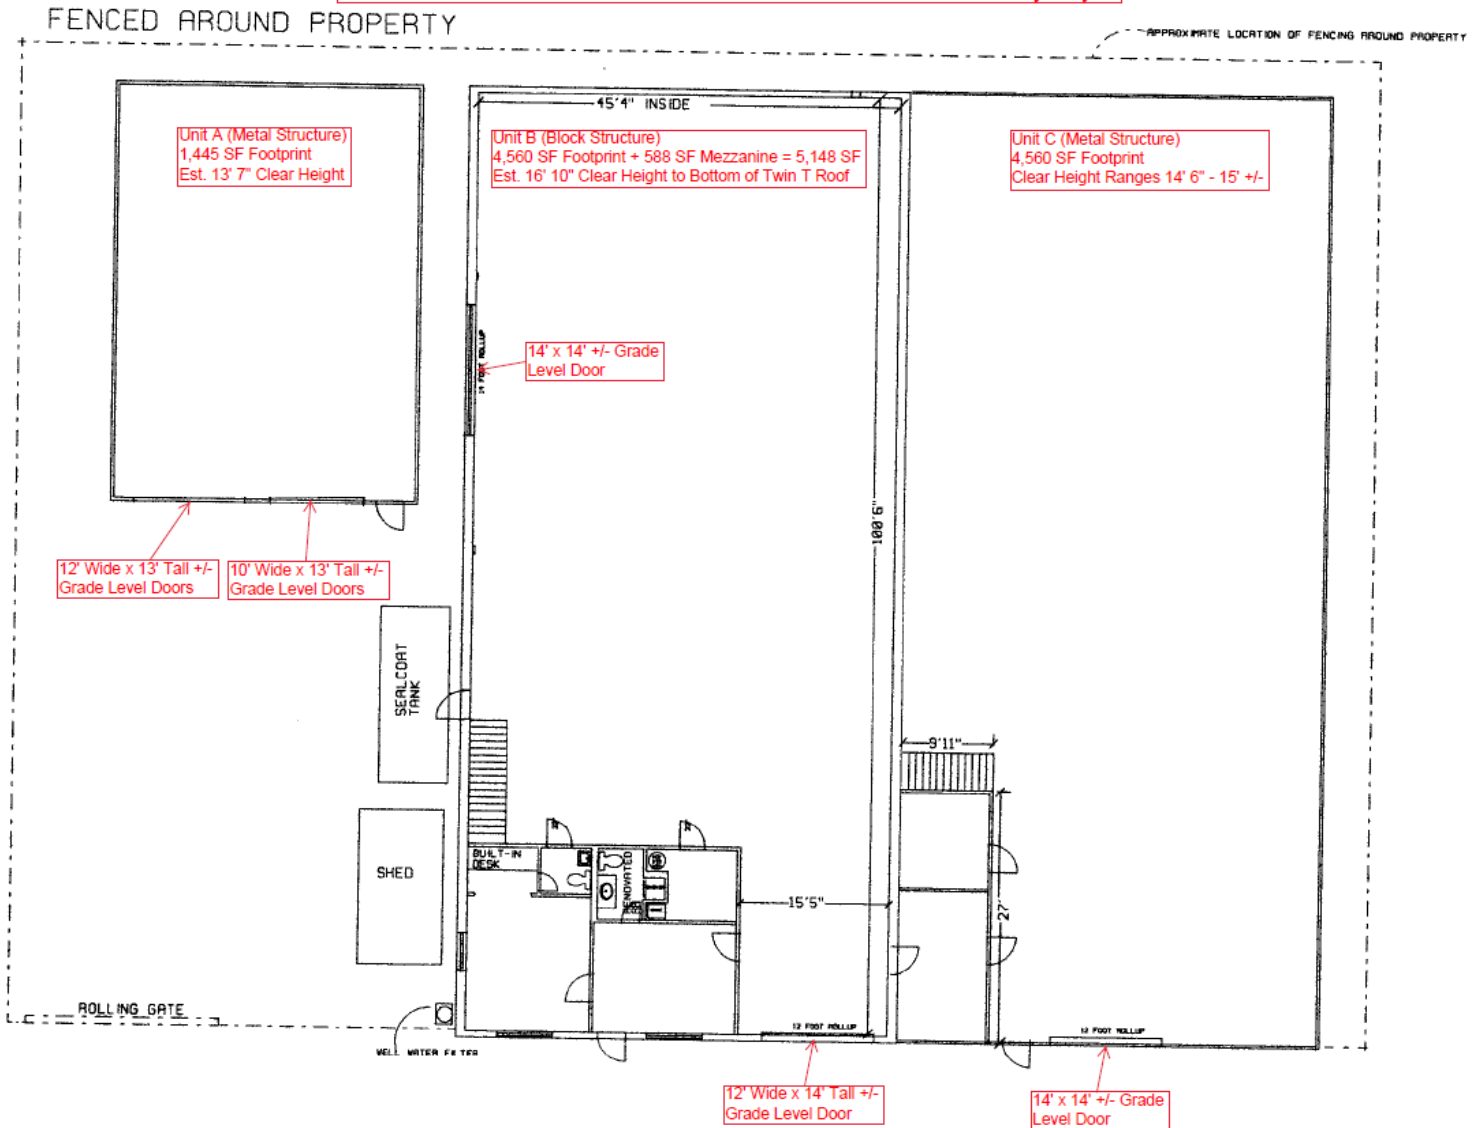 FENCED AROUND PROPERTY
APPROXIMATE LOCATION OF FENCING AROUND PROPERTY
45'4" INSIDE
Unit A (Metal Structure)
1,445 SF Footprint
Est. 13' 7" Clear Height
Unit B (Block Structure)
4,560 SF Footprint + 588 SF Mezzanine = 5,148 SF
Est. 16' 10" Clear Height to Bottom of Twin T Roof
Unit C (Metal Structure)
4,560 SF Footprint
Clear Height Ranges 14' 6" - 15' +/-
14 FOOT ROLLUP
14' x 14' +/- Grade
Level Door
100'6"
12' Wide x 13' Tall +/-
Grade Level Doors
10' Wide x 13' Tall +/-
Grade Level Doors
SEALCOAT
TANK
9'11"
BUILT-IN
DESK
RENOVATED
SHED
15'5"
27'
ROLLING GATE
12 FOOT ROLLUP
12 FOOT ROLLUP
WELL WATER FILTER
12' Wide x 14' Tall +/-
Grade Level Door
14' x 14' +/- Grade
Level Door